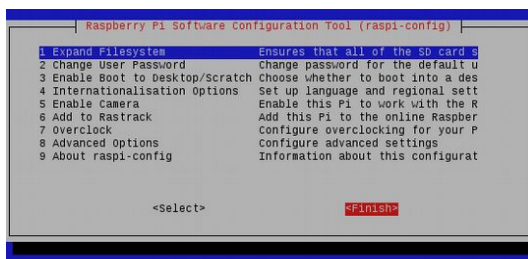 Raspberry Pi Software Configuration Tool (raspi-config)
1 Expand Filesystem Ensures that all of the SD card s
2 Change User Password Change password for the default u
3 Enable Boot to Desktop/Scratch Choose whether to boot into a des
4 Internationalisation Options Set up language and regional sett
5 Enable Camera Enable this Pi to work with the R
6 Add to Rastrack Add this Pi to the online Raspber
7 Overclock Configure overclocking for your P
8 Advanced Options Configure advanced settings
9 About raspi-config Information about this configurat
<Select> <Finish>